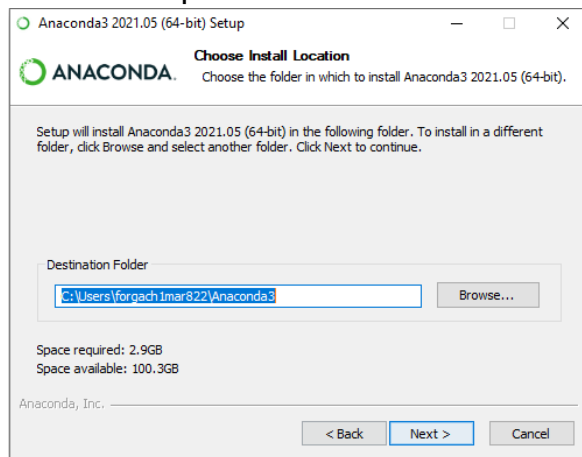 Anaconda3 2021.05 (64-bit) Setup
Choose Install Location
ANACONDA.
Choose the folder in which to install Anaconda3 2021.05 (64-bit).
Setup will install Anaconda3 2021.05 (64-bit) in the following folder. To install in a different
folder, click Browse and select another folder. Click Next to continue.
Destination Folder
C:\Users\forgach1mar822\Anaconda3
Browse...
Space required: 2.9GB
Space available: 100.3GB
Anaconda, Inc.
< Back
Next >
Cancel